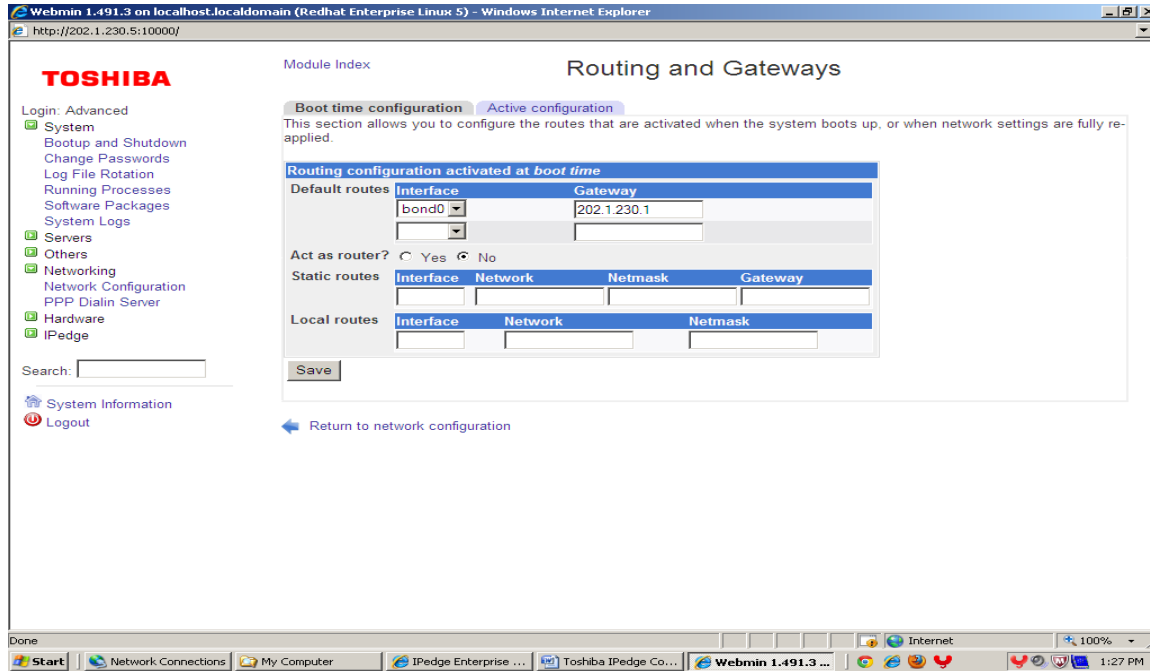 Webmin 1.491.3 on localhost.localdomain (Redhat Enterprise Linux 5) - Windows Internet Explorer
http://202.1.230.5:10000/
TOSHIBA
Login: Advanced
System
Bootup and Shutdown
Change Passwords
Log File Rotation
Running Processes
Software Packages
System Logs
Servers
Others
Networking
Network Configuration
PPP Dialin Server
Hardware
IPedge
Search:
System Information
Logout
Module Index
Routing and Gateways
Boot time configuration Active configuration
This section allows you to configure the routes that are activated when the system boots up, or when network settings are fully re-
applied.
Routing configuration activated at boot time
Default routes Interface Gateway
bond0 202.1.230.1
Act as router? Yes No
Static routes Interface Network Netmask Gateway
Local routes Interface Network Netmask
Save
Return to network configuration
Done Internet 100%
Start Network Connections My Computer IPedge Enterprise ... Toshiba IPedge Co... Webmin 1.491.3 ... 1:27 PM